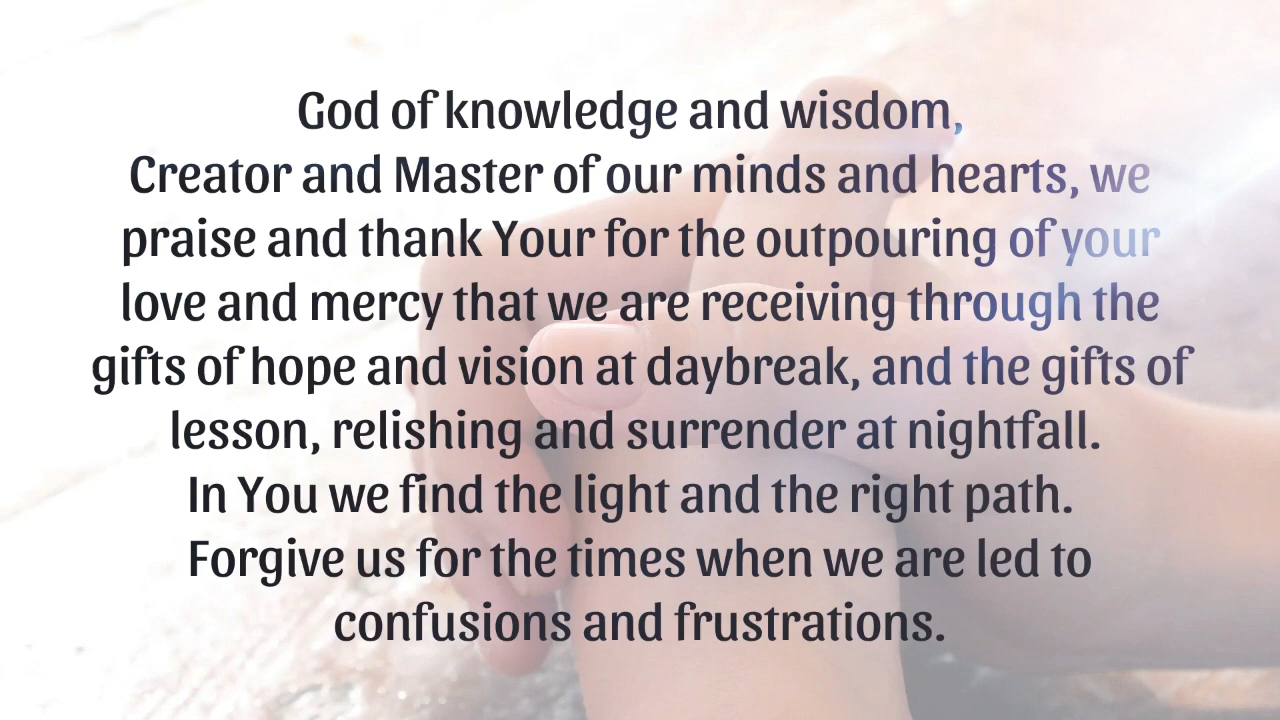 God of knowledge and wisdom,
Creator and Master of our minds and hearts, we
praise and thank Your for the outpouring of your
love and mercy that we are receiving through the
gifts of hope and vision at daybreak, and the gifts of
lesson, relishing and surrender at nightfall.
In You we find the light and the right path.
Forgive us for the times when we are led to
confusions and frustrations.